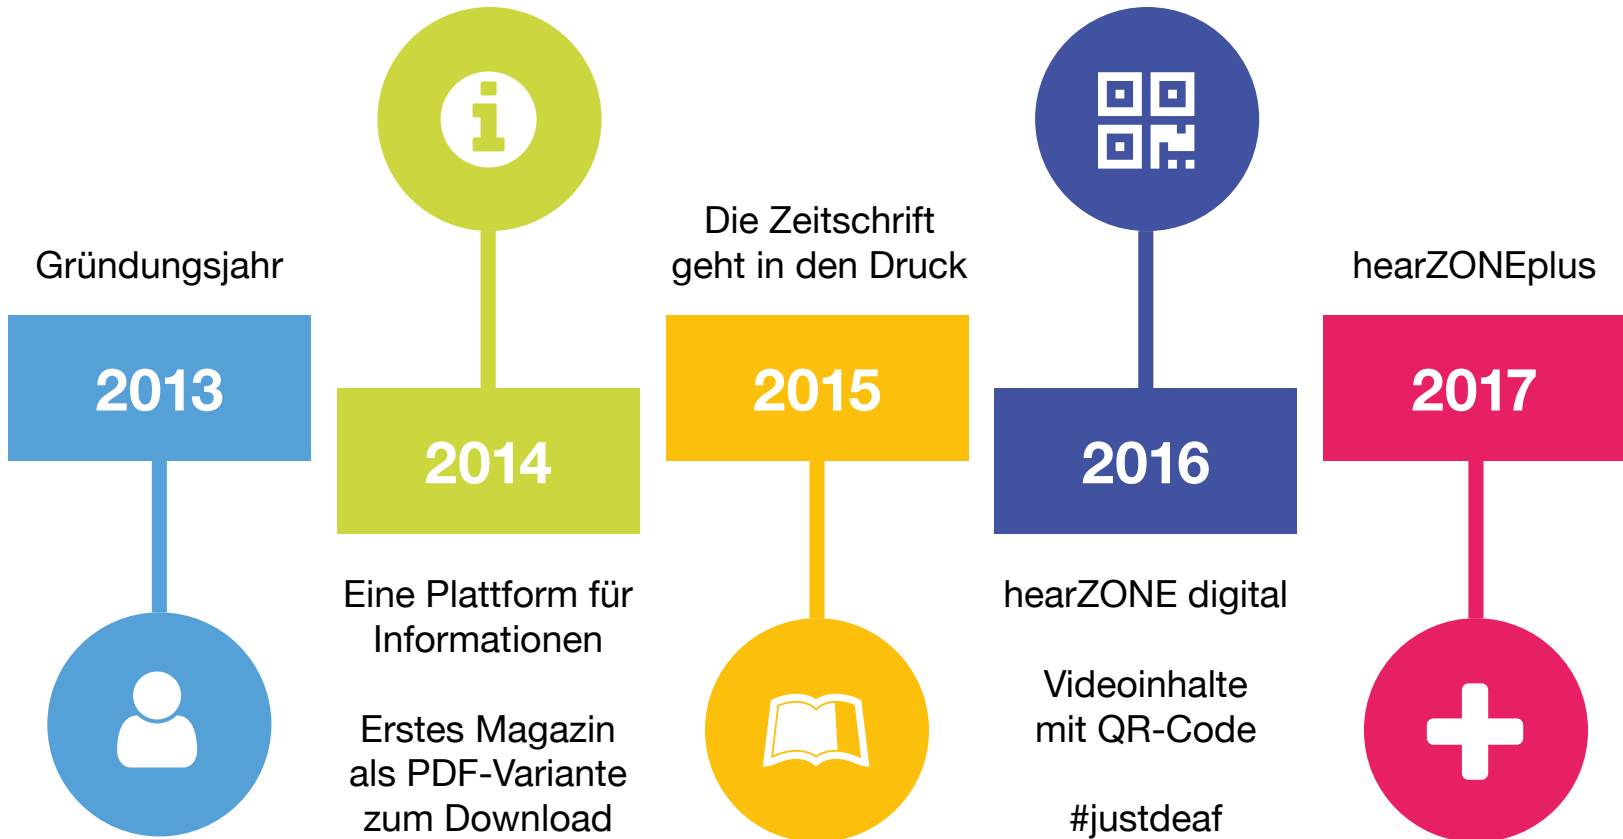 Gründungsjahr
2013
2014
Eine Plattform für
Informationen
Erstes Magazin
als PDF-Variante
zum Download
Die Zeitschrift
geht in den Druck
2015
2016
hearZONE digital
Videoinhalte
mit QR-Code
#justdeaf
hearZONEplus
2017